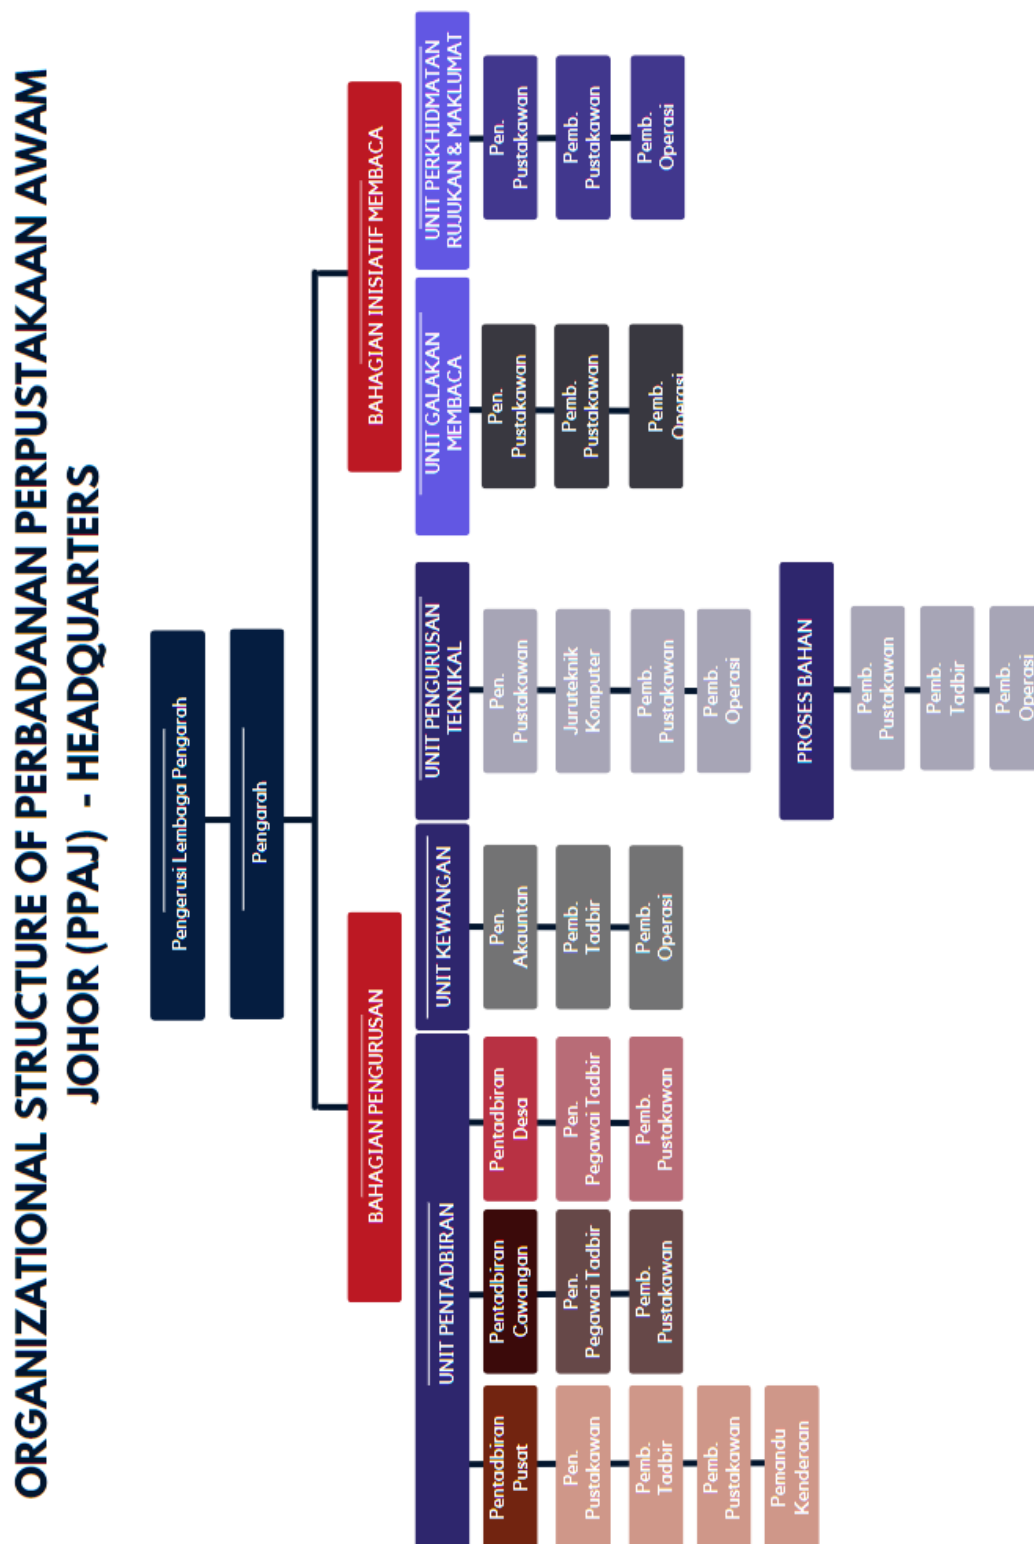 ORGANIZATIONAL STRUCTURE OF PERBADANAN PERPUSTAKAAN AWAM
JOHOR (PPAJ) - HEADQUARTERS
Pengerusi Lembaga Pengarah
Pengarah
BAHAGIAN PENGURUSAN
BAHAGIAN INISIATIF MEMBACA
UNIT PENTADBIRAN
Pentadbiran
Pusat
Pen.
Pustakawan
Pemb.
Tadbir
Pemb.
Pustakawan
Pemandu
Kenderaan
Pentadbiran
Cawangan
Pen.
Pegawai Tadbir
Pemb.
Pustakawan
Pentadbiran
Desa
Pen.
Pegawai Tadbir
Pemb.
Pustakawan
UNIT KEWANGAN
Pen.
Akauntan
Pemb.
Tadbir
Pemb.
Operasi
UNIT PENGURUSAN
TEKNIKAL
Pen.
Pustakawan
Juruteknik
Komputer
Pemb.
Pustakawan
Pemb.
Operasi
PROSES BAHAN
Pemb.
Pustakawan
Pemb.
Tadbir
Pemb.
Operasi
UNIT GALAKAN
MEMBACA
Pen.
Pustakawan
Pemb.
Pustakawan
Pemb.
Operasi
UNIT PERKHIDMATAN
RUJUKAN & MAKLUMAT
Pen.
Pustakawan
Pemb.
Pustakawan
Pemb.
Operasi